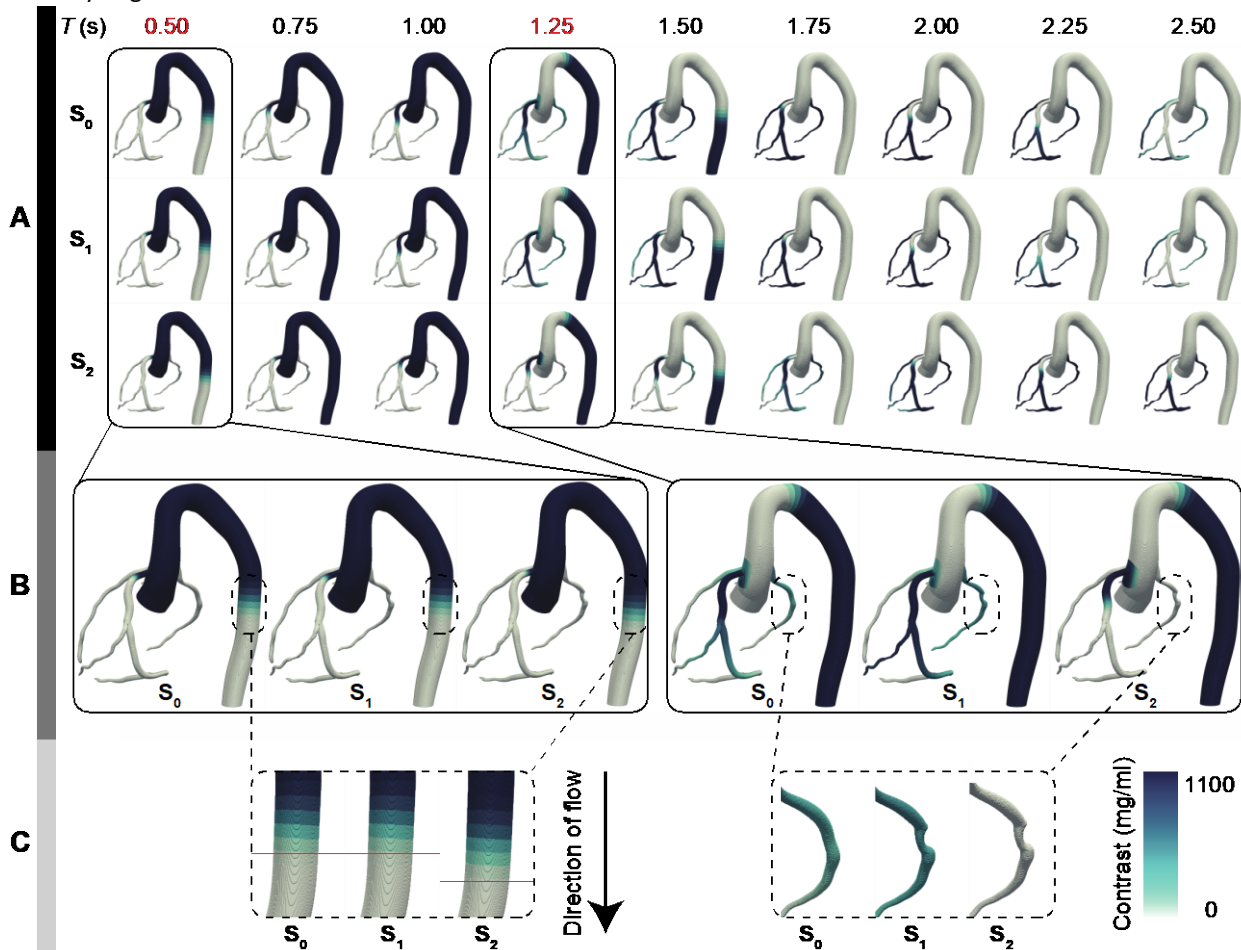 T (s) 0.50 0.75 1.00 1.25 1.50 1.75 2.00 2.25 2.50
S0
A
S1
S2
B
S0 S1 S2 S0 S1 S2
C
Direction of flow
Contrast (mg/ml)
1100
0
S0 S1 S2 S0 S1 S2